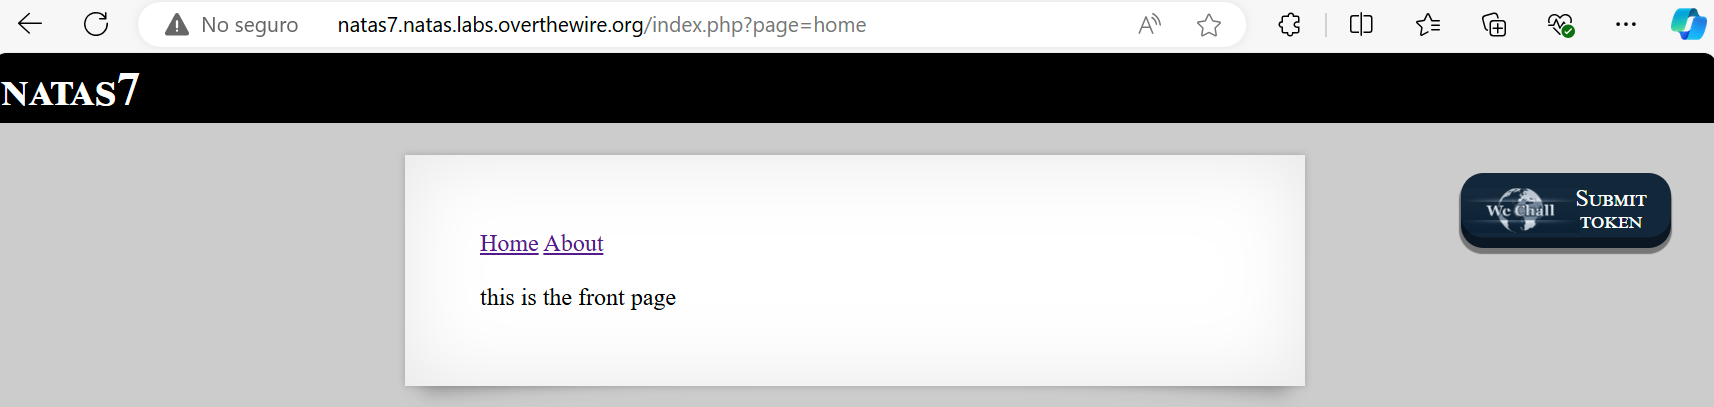 No seguro natas7.natas.labs.overthewire.org/index.php?page=home
NATAS7
Home About
this is the front page
We Chall
SUBMIT
TOKEN